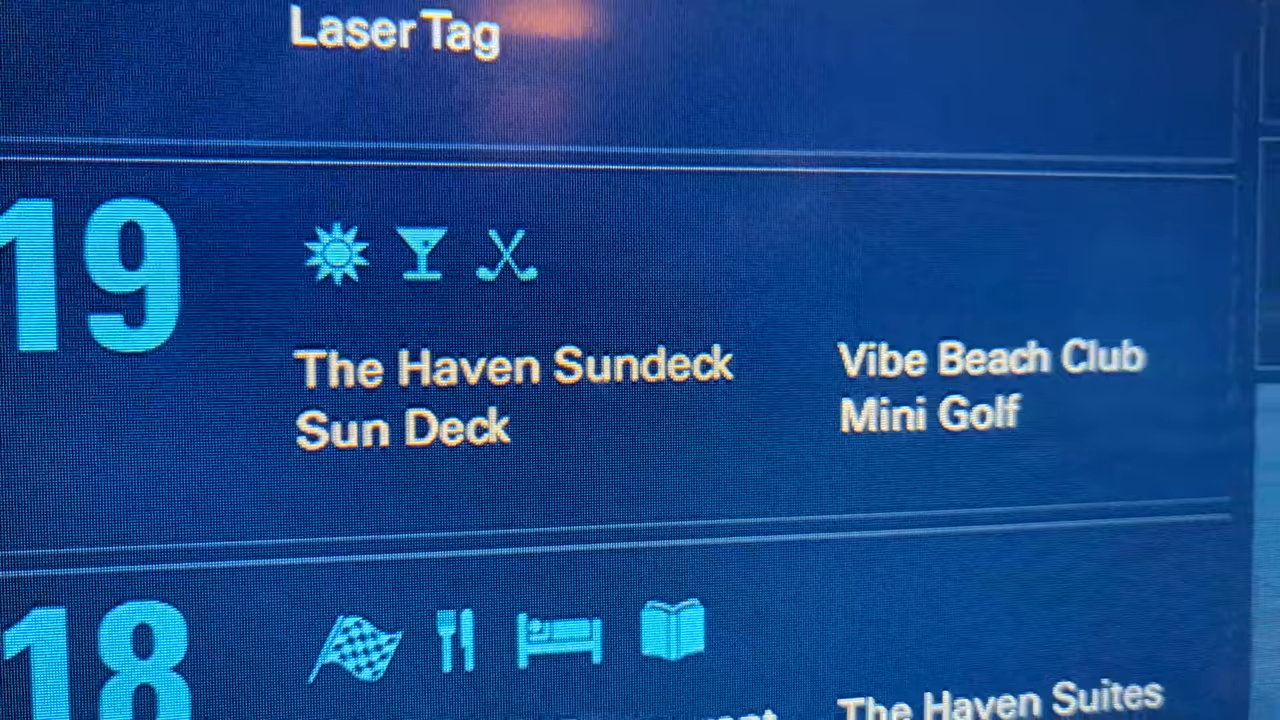 Laser Tag
19
The Haven Sundeck
Sun Deck
Vibe Beach Club
Mini Golf
18
The Haven Suites